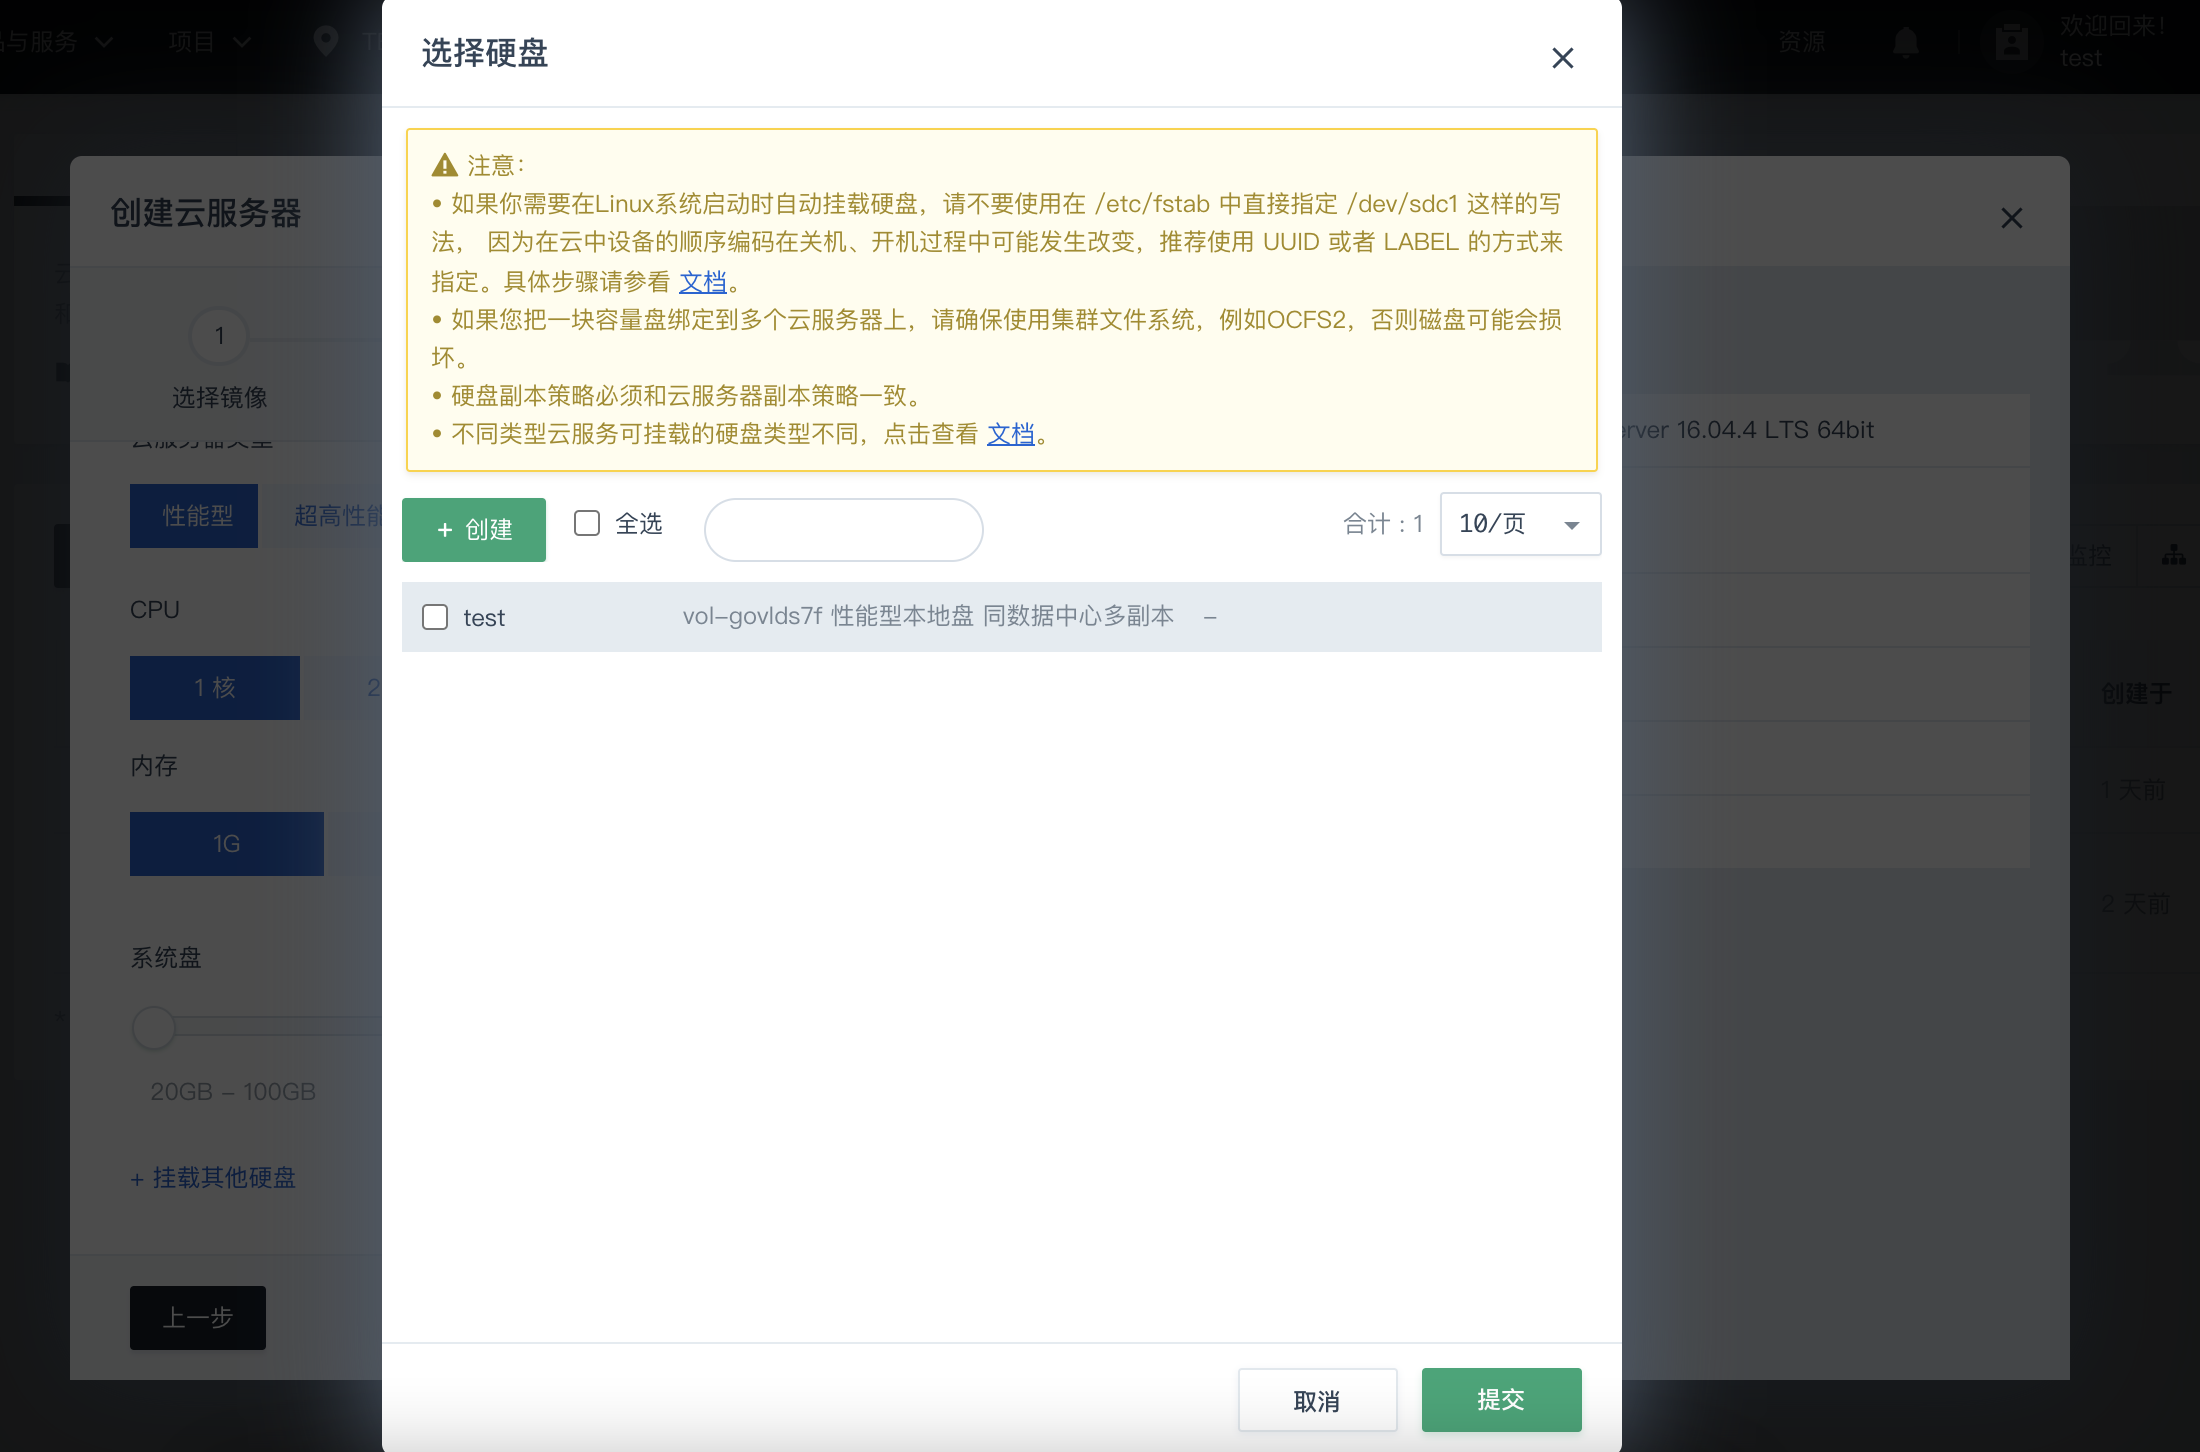 与服务
项目
资源
欢迎回来！
test
选择硬盘
注意：
• 如果你需要在Linux系统启动时自动挂载硬盘，请不要使用在 /etc/fstab 中直接指定 /dev/sdc1 这样的写
法， 因为在云中设备的顺序编码在关机、开机过程中可能发生改变，推荐使用 UUID 或者 LABEL 的方式来
指定。具体步骤请参看 文档。
• 如果您把一块容量盘绑定到多个云服务器上，请确保使用集群文件系统，例如OCFS2，否则磁盘可能会损
坏。
• 硬盘副本策略必须和云服务器副本策略一致。
• 不同类型云服务可挂载的硬盘类型不同，点击查看 文档。
+ 创建
全选
合计 : 1
10/页
test
vol-govlds7f 性能型本地盘 同数据中心多副本 –
取消
提交
创建云服务器
1
选择镜像
云服务器类型
性能型
超高性能
CPU
1 核
2
内存
1G
系统盘
20GB – 100GB
+ 挂载其他硬盘
上一步
erver 16.04.4 LTS 64bit
监控
创建于
1 天前
2 天前